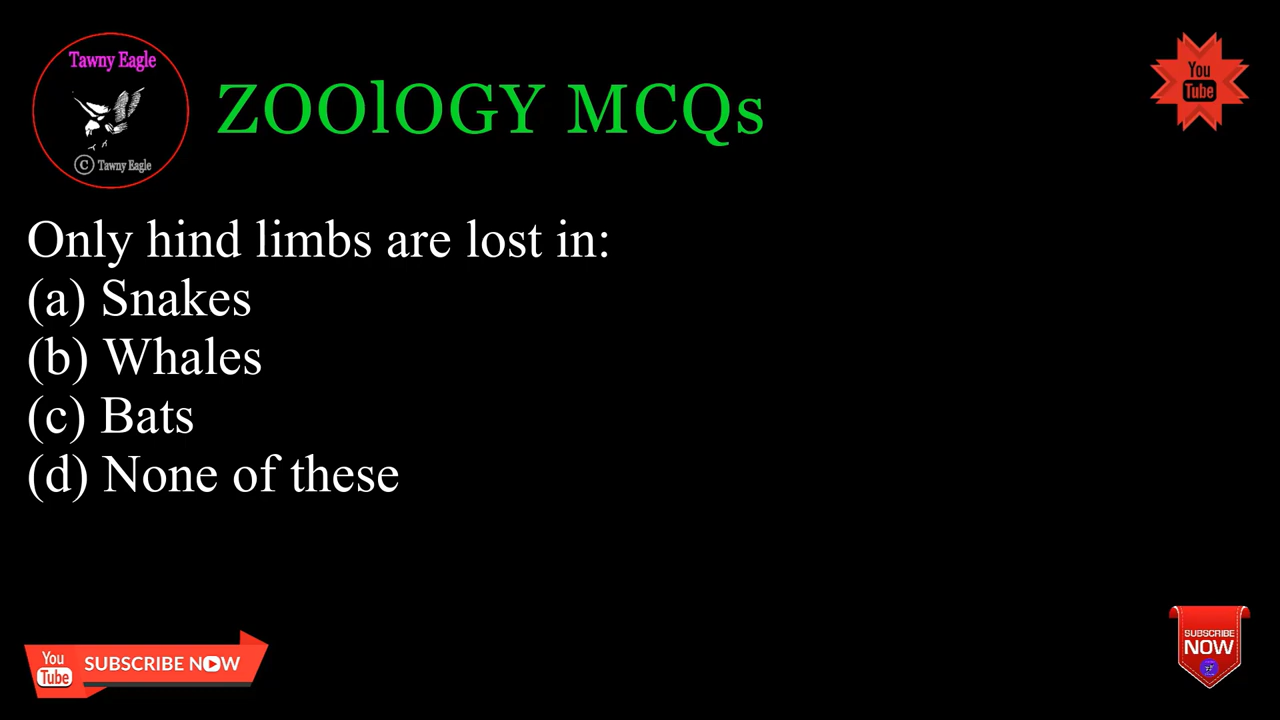 Tawny Eagle
© Tawny Eagle
ZOOlOGY MCQs
You
Tube
Only hind limbs are lost in:
(a) Snakes
(b) Whales
(c) Bats
(d) None of these
You
Tube
SUBSCRIBE NOW
SUBSCRIBE
NOW